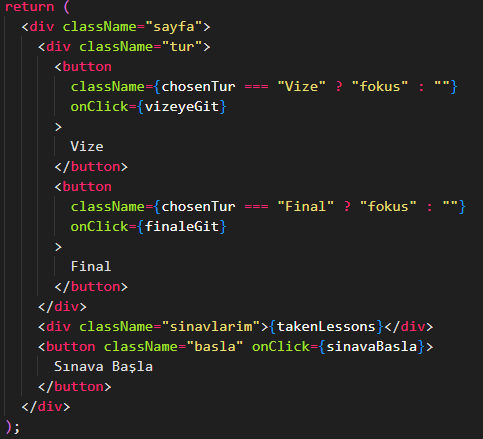 return (
<div className="sayfa">
<div className="tur">
<button
className={chosenTur === "Vize" ? "fokus" : ""}
onClick={vizeyeGit}
>
Vize
</button>
<button
className={chosenTur === "Final" ? "fokus" : ""}
onClick={finaleGit}
>
Final
</button>
</div>
<div className="sinavlarim">{takenLessons}</div>
<button className="basla" onClick={sinavaBasla}>
Sınava Başla
</button>
</div>
);